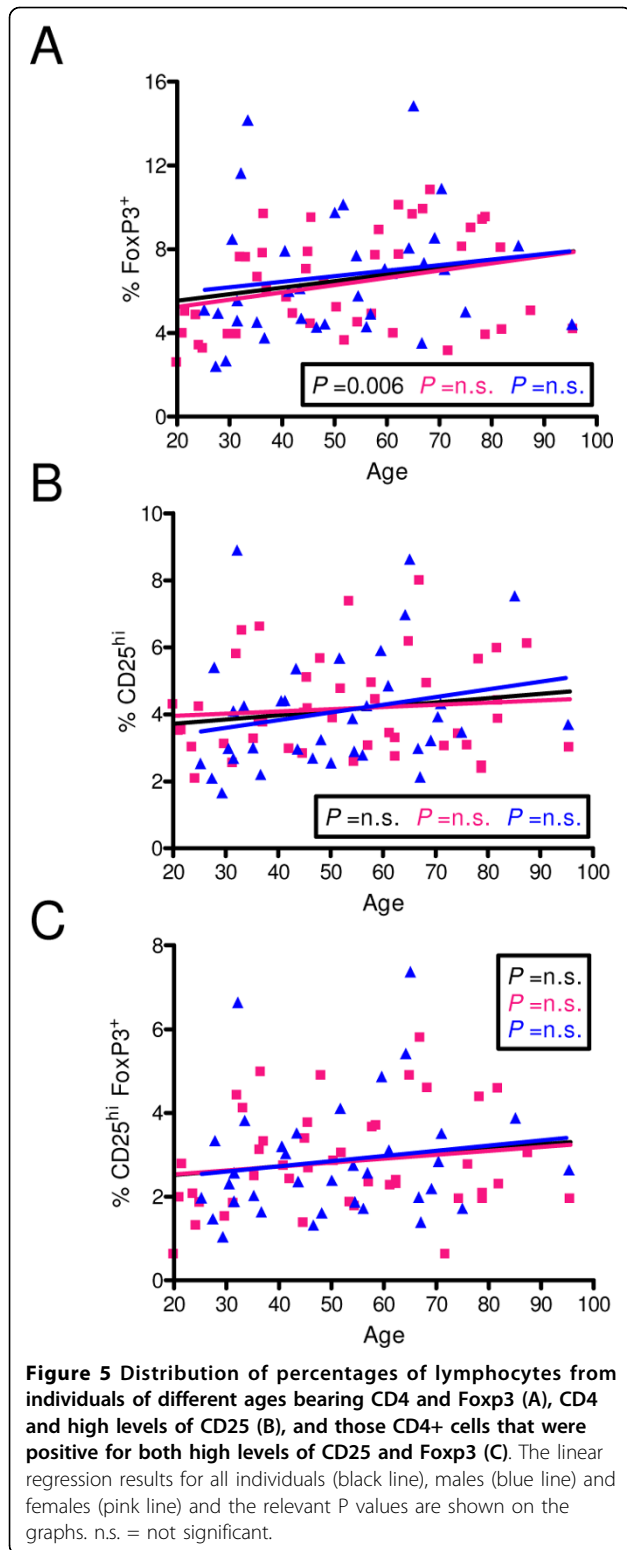 A
16
12
8
4
0
% FoxP3+
20 30 40 50 60 70 80 90 100
Age
P =0.006 P =n.s. P =n.s.
B
10
8
6
4
2
0
% CD25hi
20 30 40 50 60 70 80 90 100
Age
P =n.s. P =n.s. P =n.s.
C
8
6
4
2
0
% CD25hi FoxP3+
20 30 40 50 60 70 80 90 100
Age
P =n.s.
P =n.s.
P =n.s.
Figure 5 Distribution of percentages of lymphocytes from
individuals of different ages bearing CD4 and Foxp3 (A), CD4
and high levels of CD25 (B), and those CD4+ cells that were
positive for both high levels of CD25 and Foxp3 (C). The linear
regression results for all individuals (black line), males (blue line) and
females (pink line) and the relevant P values are shown on the
graphs. n.s. = not significant.